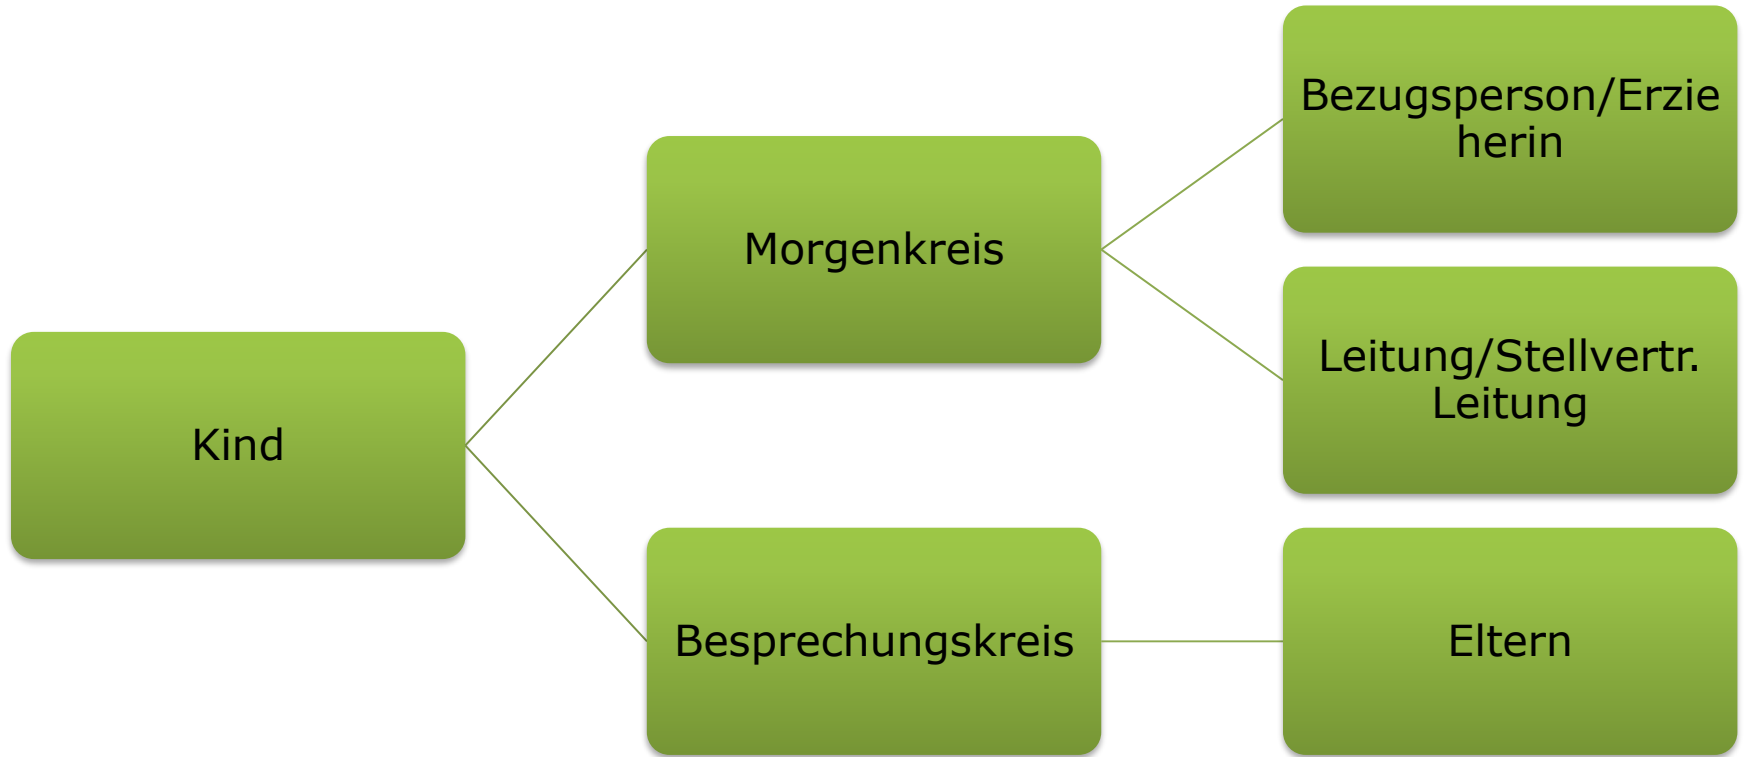 Kind
Morgenkreis
Bezugsperson/Erzie
herin
Leitung/Stellvertr.
Leitung
Besprechungskreis
Eltern